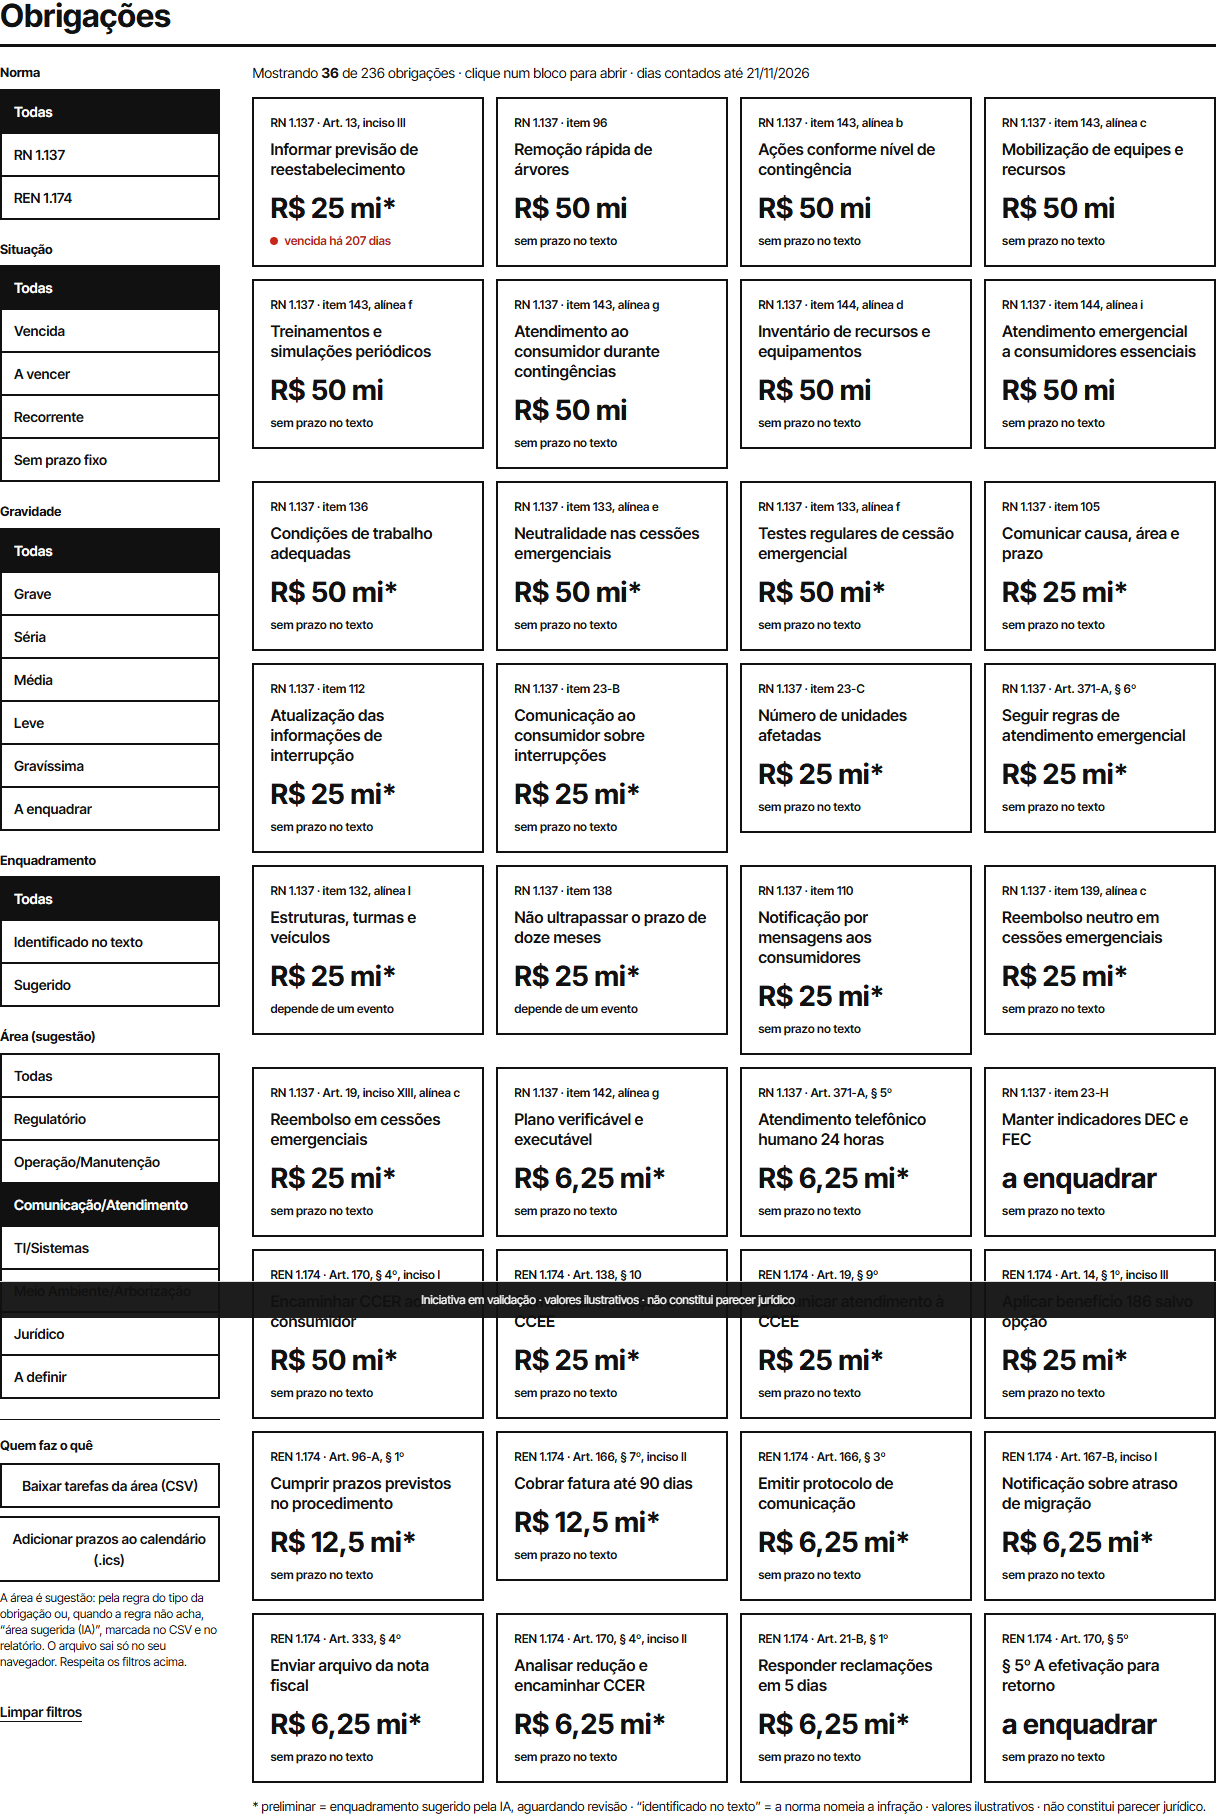 Obrigações
Norma
Todas
RN 1.137
REN 1.174
Situação
Todas
Vencida
A vencer
Recorrente
Sem prazo fixo
Gravidade
Todas
Grave
Séria
Média
Leve
Gravíssima
A enquadrar
Enquadramento
Todas
Identificado no texto
Sugerido
Área (sugestão)
Todas
Regulatório
Operação/Manutenção
Comunicação/Atendimento
TI/Sistemas
Meio Ambiente/Arborização
Jurídico
A definir
Quem faz o quê
Baixar tarefas da área (CSV)
Adicionar prazos ao calendário
(.ics)
A área é sugestão: pela regra do tipo da
obrigação ou, quando a regra não acha,
“área sugerida (IA)”, marcada no CSV e no
relatório. O arquivo sai só no seu
navegador. Respeita os filtros acima.
Limpar filtros
Mostrando 36 de 236 obrigações · clique num bloco para abrir · dias contados até 21/11/2026
RN 1.137 · Art. 13, inciso III
Informar previsão de
reestabelecimento
R$ 25 mi*
vencida há 207 dias
RN 1.137 · item 96
Remoção rápida de
árvores
R$ 50 mi
sem prazo no texto
RN 1.137 · item 143, alínea b
Ações conforme nível de
contingência
R$ 50 mi
sem prazo no texto
RN 1.137 · item 143, alínea c
Mobilização de equipes e
recursos
R$ 50 mi
sem prazo no texto
RN 1.137 · item 143, alínea f
Treinamentos e
simulações periódicos
R$ 50 mi
sem prazo no texto
RN 1.137 · item 143, alínea g
Atendimento ao
consumidor durante
contingências
R$ 50 mi
sem prazo no texto
RN 1.137 · item 144, alínea d
Inventário de recursos e
equipamentos
R$ 50 mi
sem prazo no texto
RN 1.137 · item 144, alínea i
Atendimento emergencial
a consumidores essenciais
R$ 50 mi
sem prazo no texto
RN 1.137 · item 136
Condições de trabalho
adequadas
R$ 50 mi*
sem prazo no texto
RN 1.137 · item 133, alínea e
Neutralidade nas cessões
emergenciais
R$ 50 mi*
sem prazo no texto
RN 1.137 · item 133, alínea f
Testes regulares de cessão
emergencial
R$ 50 mi*
sem prazo no texto
RN 1.137 · item 105
Comunicar causa, área e
prazo
R$ 25 mi*
sem prazo no texto
RN 1.137 · item 112
Atualização das
informações de
interrupção
R$ 25 mi*
sem prazo no texto
RN 1.137 · item 23-B
Comunicação ao
consumidor sobre
interrupções
R$ 25 mi*
sem prazo no texto
RN 1.137 · item 23-C
Número de unidades
afetadas
R$ 25 mi*
sem prazo no texto
RN 1.137 · Art. 371-A, § 6º
Seguir regras de
atendimento emergencial
R$ 25 mi*
sem prazo no texto
RN 1.137 · item 132, alínea l
Estruturas, turmas e
veículos
R$ 25 mi*
depende de um evento
RN 1.137 · item 138
Não ultrapassar o prazo de
doze meses
R$ 25 mi*
depende de um evento
RN 1.137 · item 110
Notificação por
mensagens aos
consumidores
R$ 25 mi*
sem prazo no texto
RN 1.137 · item 139, alínea c
Reembolso neutro em
cessões emergenciais
R$ 25 mi*
sem prazo no texto
RN 1.137 · Art. 19, inciso XIII, alínea c
Reembolso em cessões
emergenciais
R$ 25 mi*
sem prazo no texto
RN 1.137 · item 142, alínea g
Plano verificável e
executável
R$ 6,25 mi*
sem prazo no texto
RN 1.137 · Art. 371-A, § 5º
Atendimento telefônico
humano 24 horas
R$ 6,25 mi*
sem prazo no texto
RN 1.137 · item 23-H
Manter indicadores DEC e
FEC
a enquadrar
sem prazo no texto
REN 1.174 · Art. 170, § 4º, inciso I
Encaminhar CCER ao
consumidor
R$ 50 mi*
sem prazo no texto
REN 1.174 · Art. 138, § 10
CCEE
R$ 25 mi*
sem prazo no texto
REN 1.174 · Art. 19, § 9º
atendimento à
CCEE
R$ 25 mi*
sem prazo no texto
REN 1.174 · Art. 14, § 1º, inciso III
Aplicar benefício 186 salvo
opção
R$ 25 mi*
sem prazo no texto
Iniciativa em validação · valores ilustrativos · não constitui parecer jurídico
REN 1.174 · Art. 96-A, § 1º
Cumprir prazos previstos
no procedimento
R$ 12,5 mi*
sem prazo no texto
REN 1.174 · Art. 166, § 7º, inciso II
Cobrar fatura até 90 dias
R$ 12,5 mi*
sem prazo no texto
REN 1.174 · Art. 166, § 3º
Emitir protocolo de
comunicação
R$ 6,25 mi*
sem prazo no texto
REN 1.174 · Art. 167-B, inciso I
Notificação sobre atraso
de migração
R$ 6,25 mi*
sem prazo no texto
REN 1.174 · Art. 333, § 4º
Enviar arquivo da nota
fiscal
R$ 6,25 mi*
sem prazo no texto
REN 1.174 · Art. 170, § 4º, inciso II
Analisar redução e
encaminhar CCER
R$ 6,25 mi*
sem prazo no texto
REN 1.174 · Art. 21-B, § 1º
Responder reclamações
em 5 dias
R$ 6,25 mi*
sem prazo no texto
REN 1.174 · Art. 170, § 5º
§ 5º A efetivação para
retorno
a enquadrar
sem prazo no texto
* preliminar = enquadramento sugerido pela IA, aguardando revisão · “identificado no texto” = a norma nomeia a infração · valores ilustrativos · não constitui parecer jurídico.